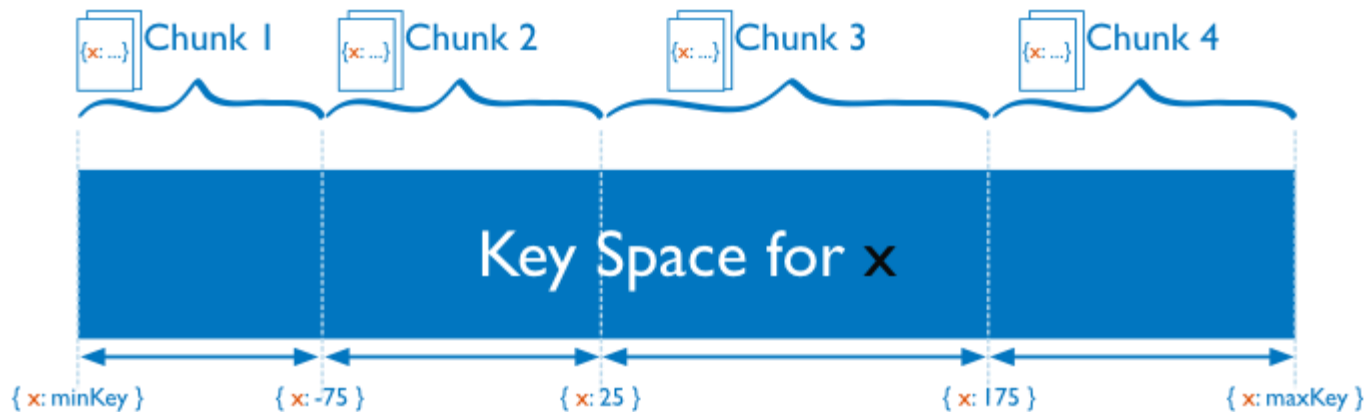 {x: ...} Chunk 1
{x: ...} Chunk 2
{x: ...} Chunk 3
{x: ...} Chunk 4
Key Space for x
{ x: minKey }
{ x: -75 }
{ x: 25 }
{ x: 175 }
{ x: maxKey }